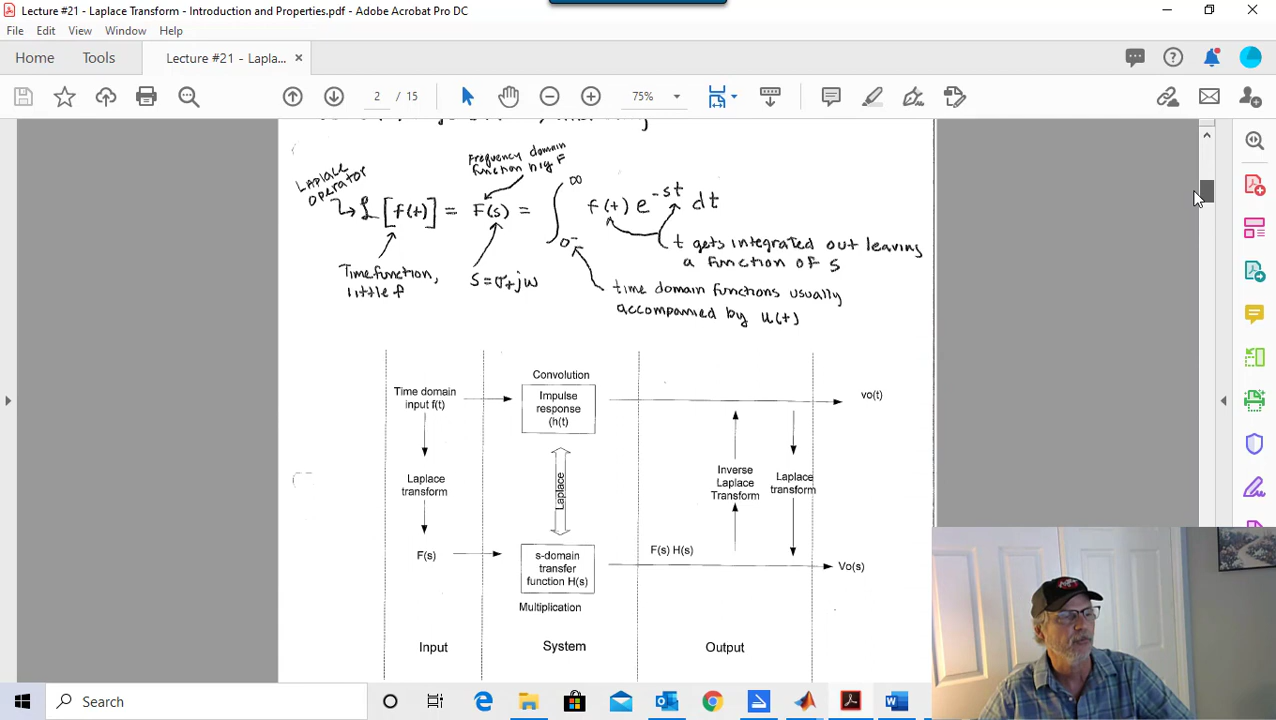 Lecture #21 - Laplace Transform - Introduction and Properties.pdf - Adobe Acrobat Pro DC
File Edit View Window Help
Home Tools Lecture #21 - Lapla... ×
2 / 15 75%
Frequency domain
function big F
Laplace
operator
ℒ[f(t)] = F(s) = ∫ f(t) e^-st dt
∞
0-
t gets integrated out leaving
a function of s
Time function,
little f
s = σ+jω
time domain functions usually
accompanied by u(t)
Convolution
Time domain
input f(t)
Impulse
response
(h(t)
vo(t)
Laplace
transform
Laplace
Inverse
Laplace
Transform
Laplace
transform
F(s)
s-domain
transfer
function H(s)
F(s) H(s)
Vo(s)
Multiplication
Input System Output
Search